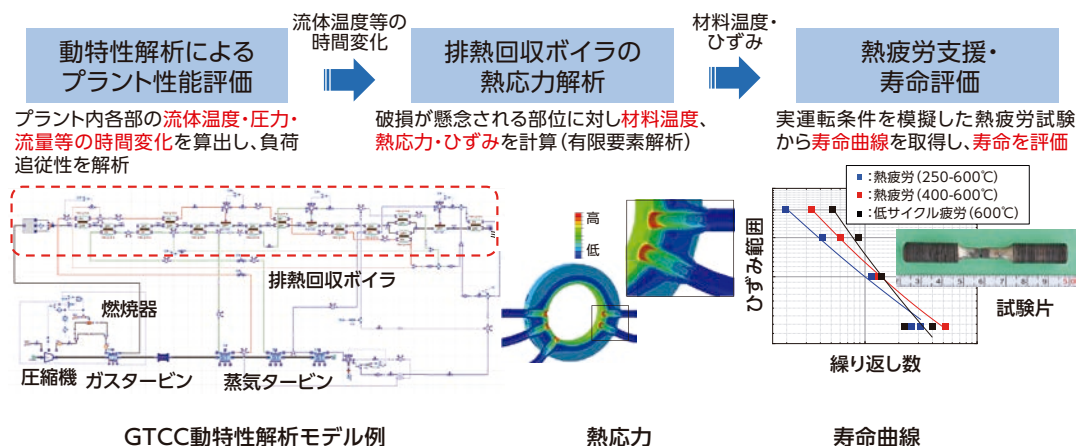 動特性解析による
プラント性能評価
流体温度等の
時間変化
排熱回収ボイラの
熱応力解析
材料温度・
ひずみ
熱疲労支援・
寿命評価
プラント内各部の流体温度・圧力・
流量等の時間変化を算出し、負荷
追従性を解析
破損が懸念される部位に対し材料温度、
熱応力・ひずみを計算(有限要素解析)
実運転条件を模擬した熱疲労試験
から寿命曲線を取得し、寿命を評価
排熱回収ボイラ
燃焼器
圧縮機
ガスタービン
蒸気タービン
GTCC動特性解析モデル例
高
低
熱応力
:熱疲労(250-600℃)
:熱疲労(400-600℃)
:低サイクル疲労(600℃)
ひずみ範囲
試験片
繰り返し数
寿命曲線